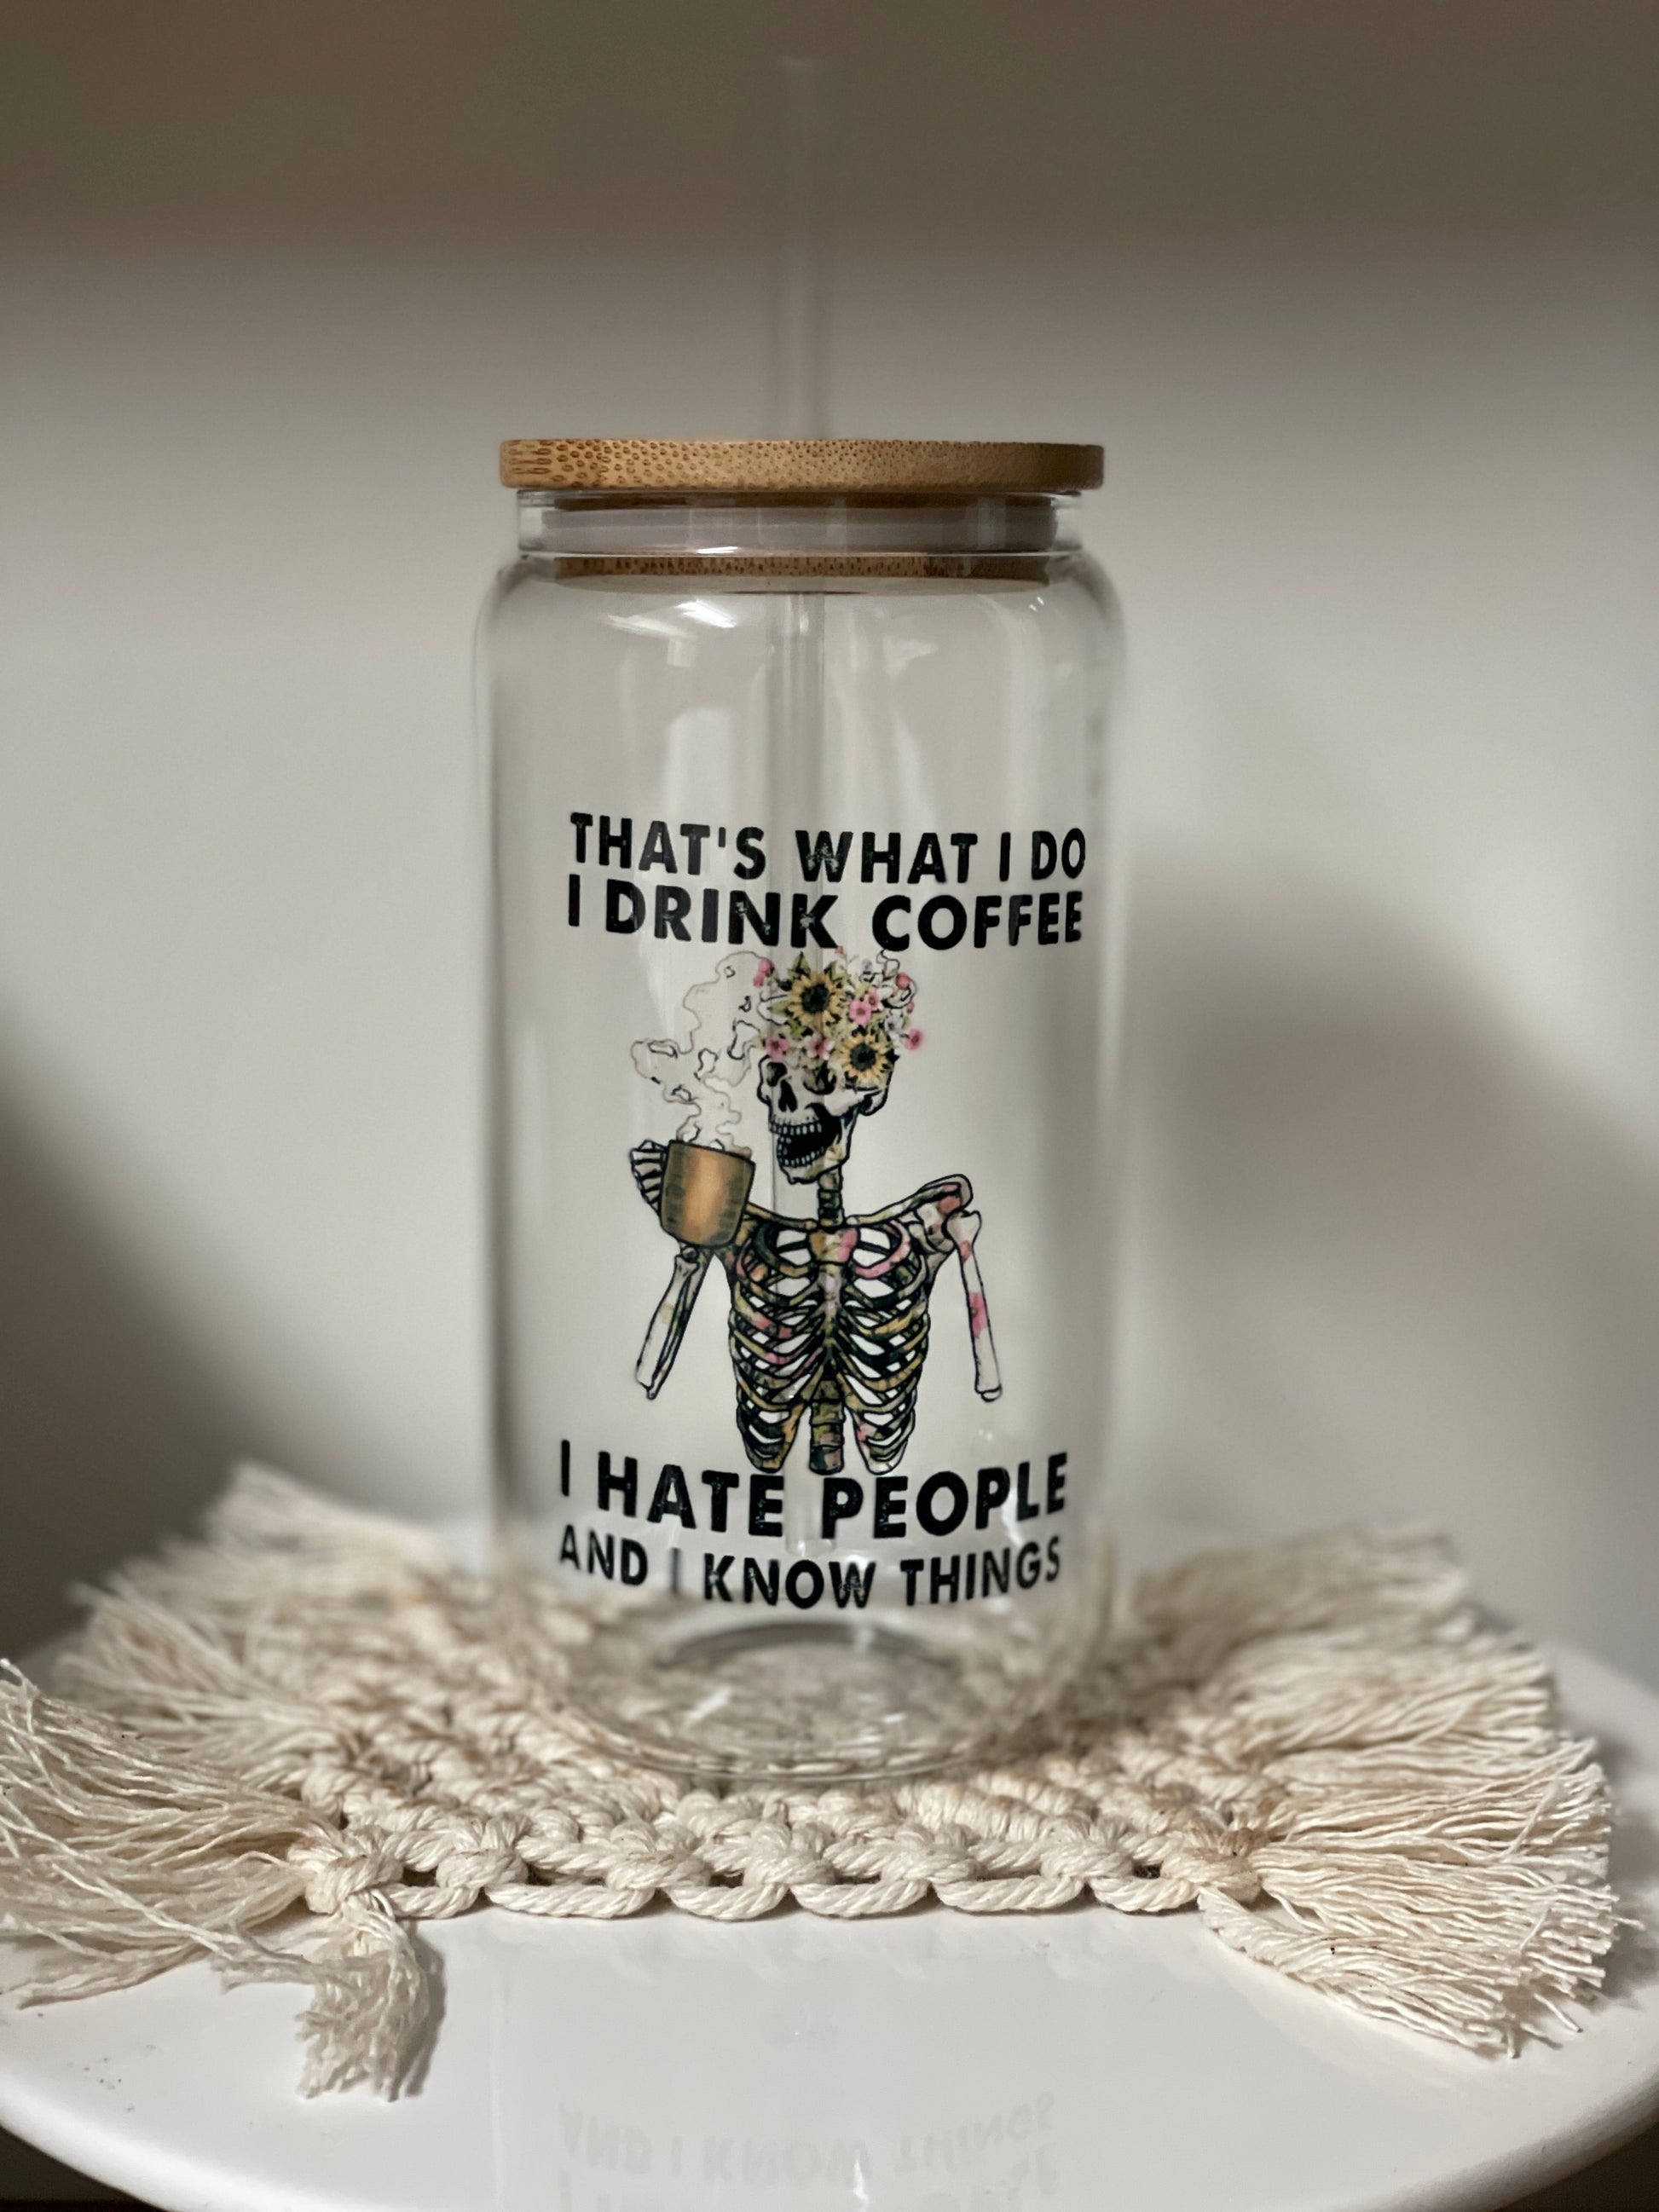 THAT'S WHAT I DO
I DRINK COFFEE
I HATE PEOPLE
AND I KNOW THINGS